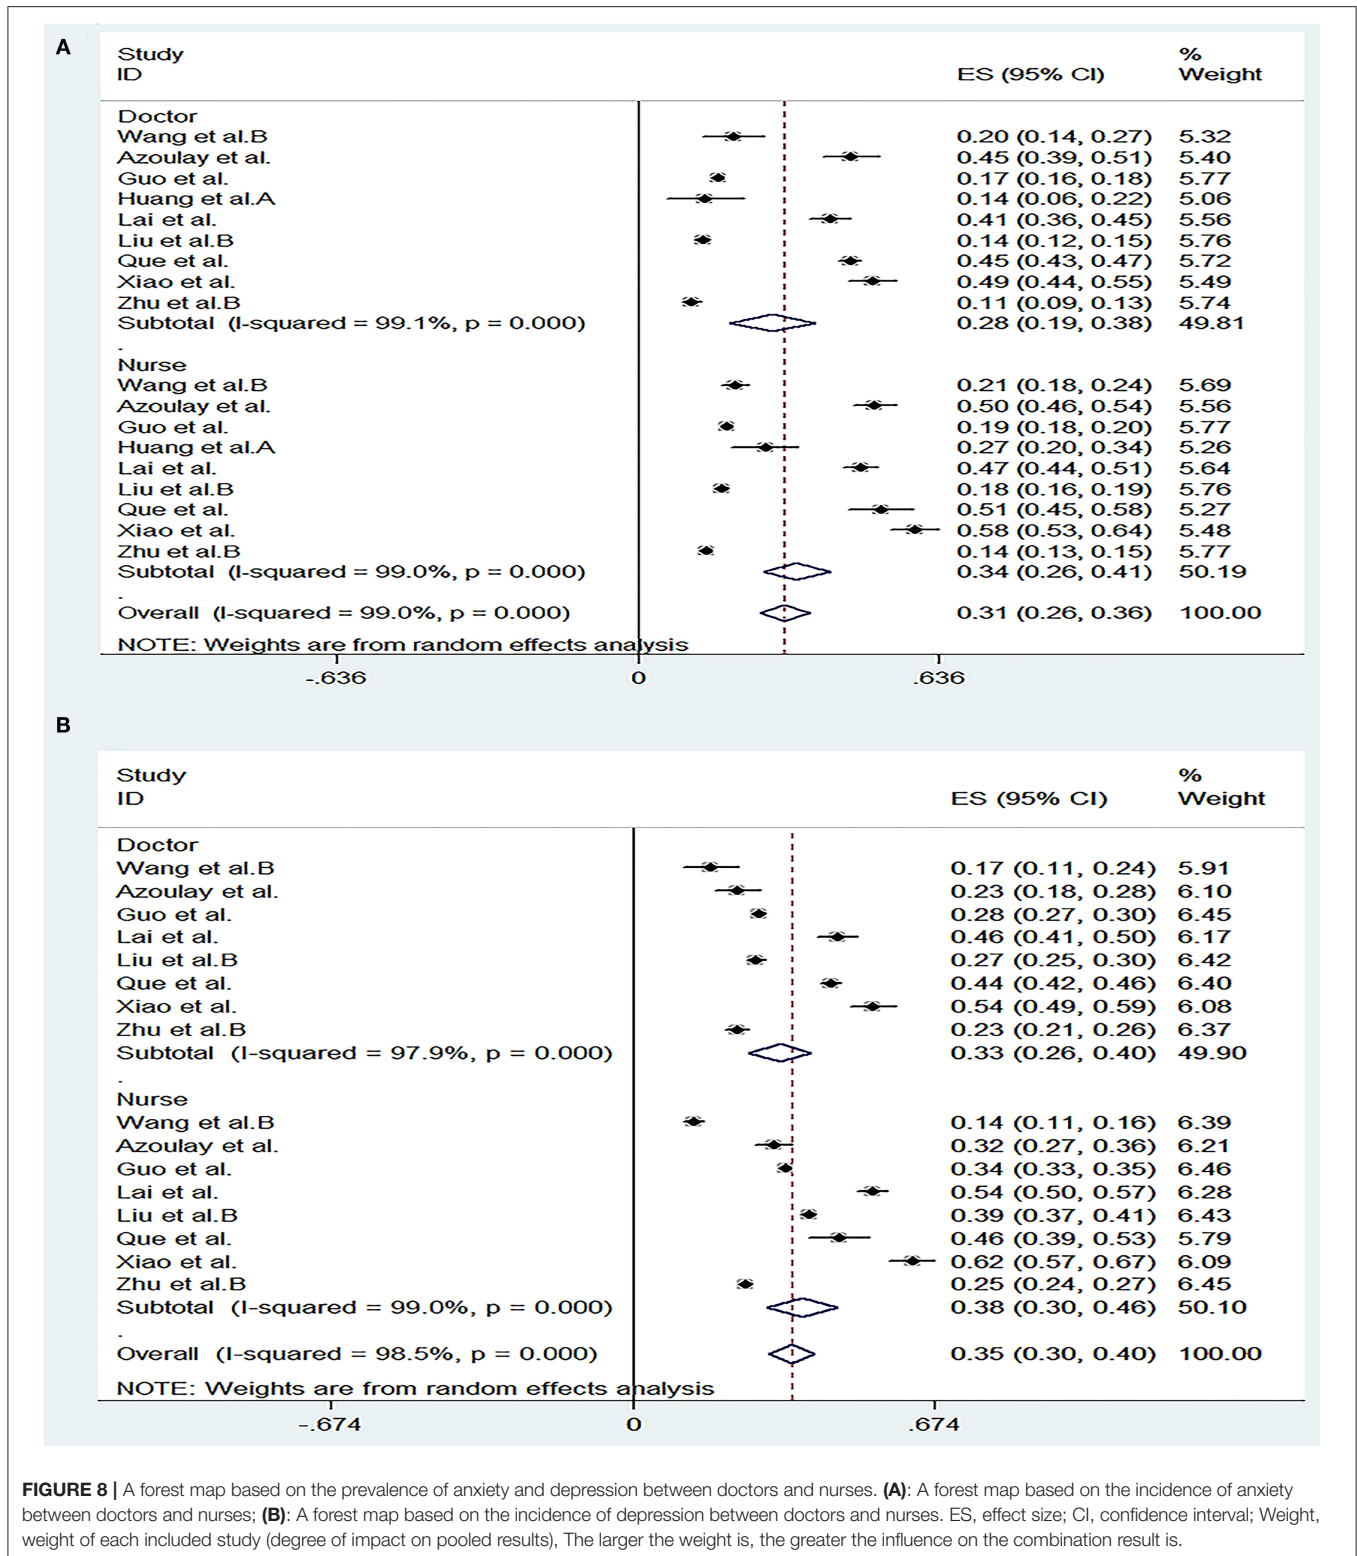 A
Study %
ID ES (95% CI) Weight
Doctor
Wang et al.B 0.20 (0.14, 0.27) 5.32
Azoulay et al. 0.45 (0.39, 0.51) 5.40
Guo et al. 0.17 (0.16, 0.18) 5.77
Huang et al.A 0.14 (0.06, 0.22) 5.06
Lai et al. 0.41 (0.36, 0.45) 5.56
Liu et al.B 0.14 (0.12, 0.15) 5.76
Que et al. 0.45 (0.43, 0.47) 5.72
Xiao et al. 0.49 (0.44, 0.55) 5.49
Zhu et al.B 0.11 (0.09, 0.13) 5.74
Subtotal (I-squared = 99.1%, p = 0.000) 0.28 (0.19, 0.38) 49.81
.
Nurse
Wang et al.B 0.21 (0.18, 0.24) 5.69
Azoulay et al. 0.50 (0.46, 0.54) 5.56
Guo et al. 0.19 (0.18, 0.20) 5.77
Huang et al.A 0.27 (0.20, 0.34) 5.26
Lai et al. 0.47 (0.44, 0.51) 5.64
Liu et al.B 0.18 (0.16, 0.19) 5.76
Que et al. 0.51 (0.45, 0.58) 5.27
Xiao et al. 0.58 (0.53, 0.64) 5.48
Zhu et al.B 0.14 (0.13, 0.15) 5.77
Subtotal (I-squared = 99.0%, p = 0.000) 0.34 (0.26, 0.41) 50.19
.
Overall (I-squared = 99.0%, p = 0.000) 0.31 (0.26, 0.36) 100.00
NOTE: Weights are from random effects analysis
-.636 0 .636
B
Study %
ID ES (95% CI) Weight
Doctor
Wang et al.B 0.17 (0.11, 0.24) 5.91
Azoulay et al. 0.23 (0.18, 0.28) 6.10
Guo et al. 0.28 (0.27, 0.30) 6.45
Lai et al. 0.46 (0.41, 0.50) 6.17
Liu et al.B 0.27 (0.25, 0.30) 6.42
Que et al. 0.44 (0.42, 0.46) 6.40
Xiao et al. 0.54 (0.49, 0.59) 6.08
Zhu et al.B 0.23 (0.21, 0.26) 6.37
Subtotal (I-squared = 97.9%, p = 0.000) 0.33 (0.26, 0.40) 49.90
.
Nurse
Wang et al.B 0.14 (0.11, 0.16) 6.39
Azoulay et al. 0.32 (0.27, 0.36) 6.21
Guo et al. 0.34 (0.33, 0.35) 6.46
Lai et al. 0.54 (0.50, 0.57) 6.28
Liu et al.B 0.39 (0.37, 0.41) 6.43
Que et al. 0.46 (0.39, 0.53) 5.79
Xiao et al. 0.62 (0.57, 0.67) 6.09
Zhu et al.B 0.25 (0.24, 0.27) 6.45
Subtotal (I-squared = 99.0%, p = 0.000) 0.38 (0.30, 0.46) 50.10
.
Overall (I-squared = 98.5%, p = 0.000) 0.35 (0.30, 0.40) 100.00
NOTE: Weights are from random effects analysis
-.674 0 .674
FIGURE 8 | A forest map based on the prevalence of anxiety and depression between doctors and nurses. (A): A forest map based on the incidence of anxiety
between doctors and nurses; (B): A forest map based on the incidence of depression between doctors and nurses. ES, effect size; CI, confidence interval; Weight,
weight of each included study (degree of impact on pooled results), The larger the weight is, the greater the influence on the combination result is.